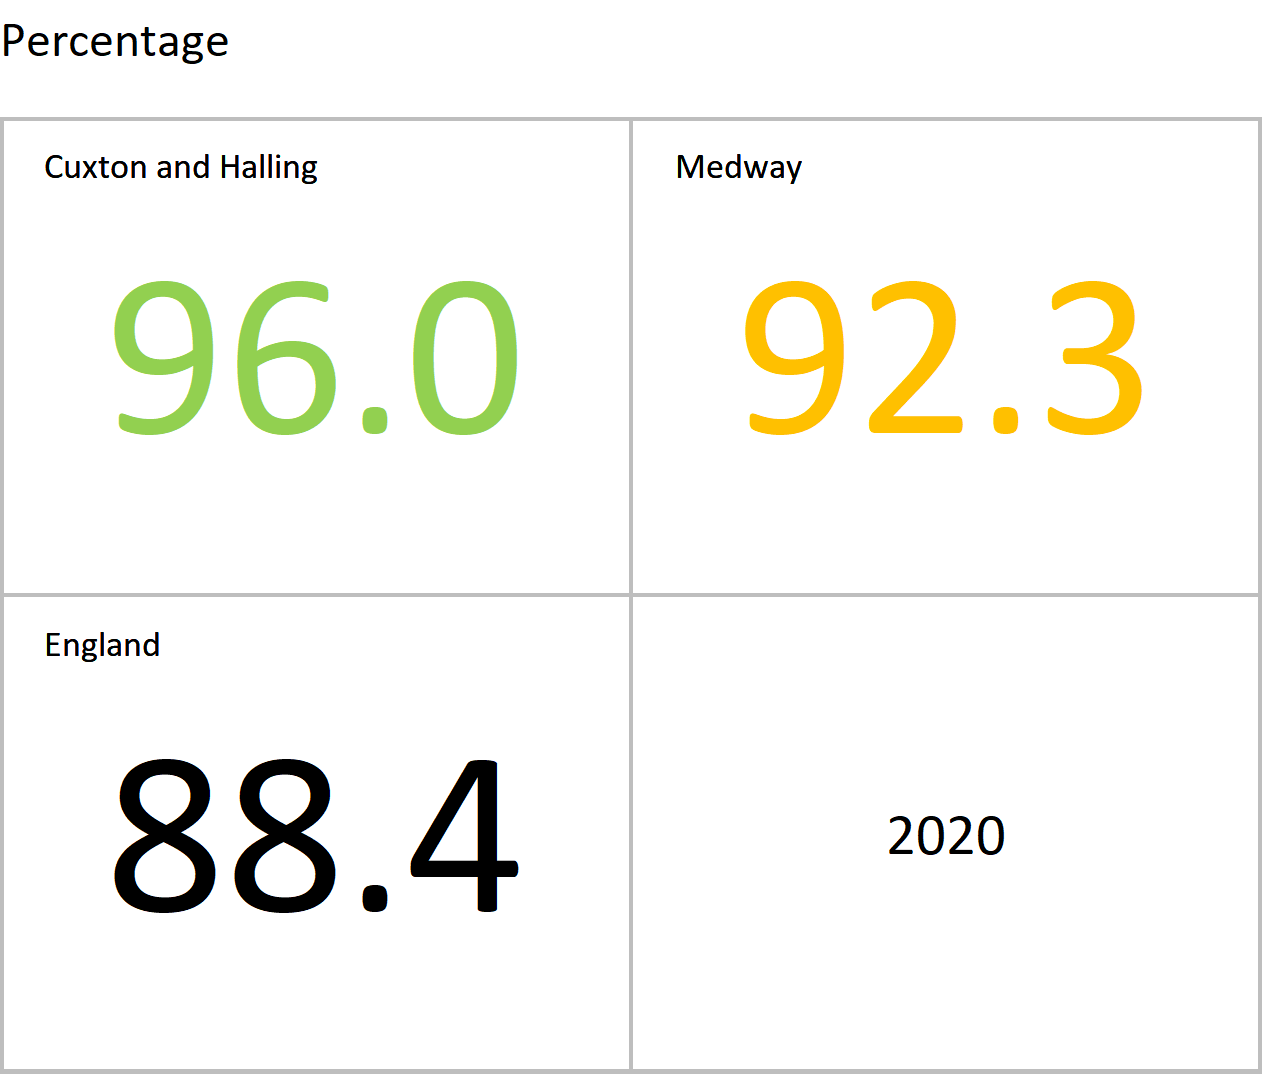 Percentage
Cuxton and Halling
96.0
Medway
92.3
England
88.4
2020